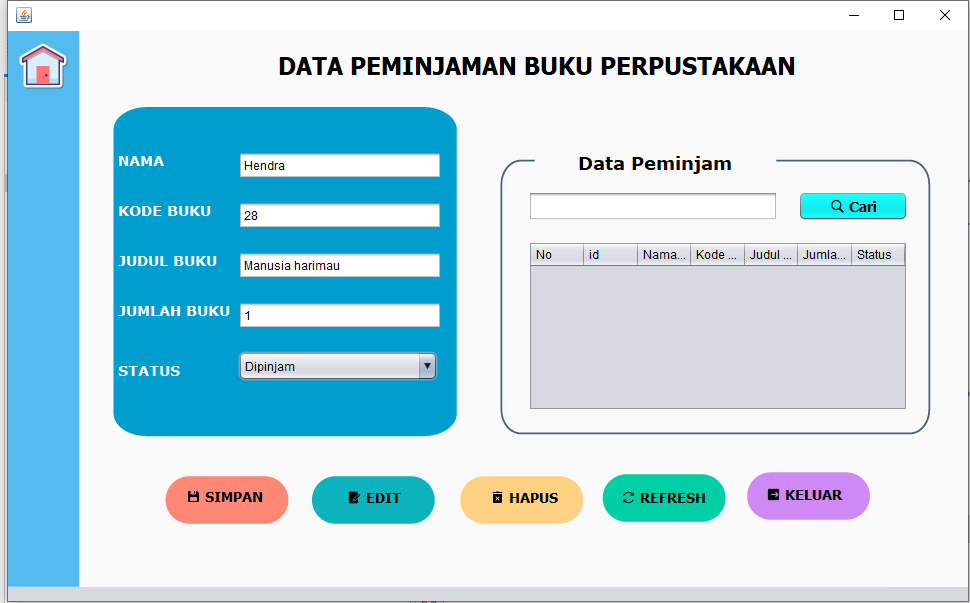 DATA PEMINJAMAN BUKU PERPUSTAKAAN
NAMA Hendra
KODE BUKU 28
JUDUL BUKU Manusia harimau
JUMLAH BUKU 1
STATUS Dipinjam
Data Peminjam
Cari
No id Nama... Kode ... Judul ... Jumla... Status
SIMPAN EDIT HAPUS REFRESH KELUAR